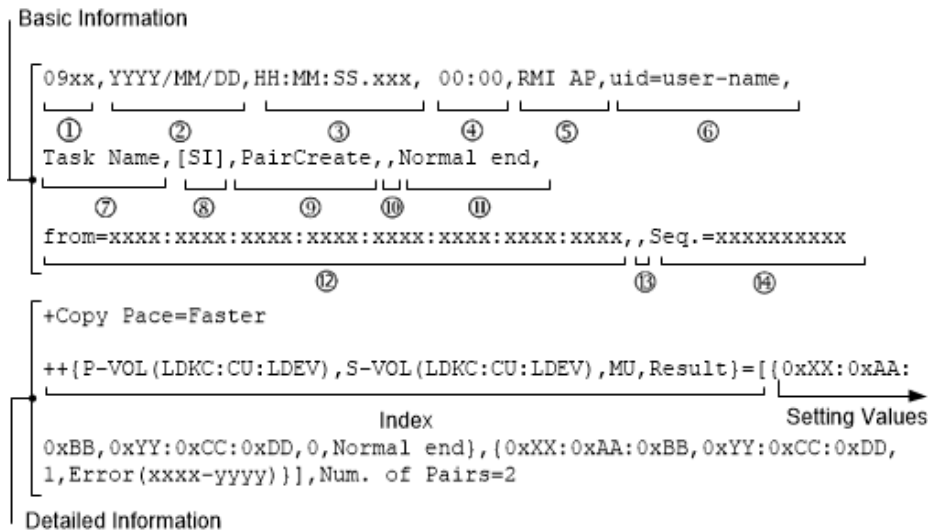 Basic Information
09xx,YYYY/MM/DD,HH:MM:SS.xxx, 00:00,RMI AP,uid=user-name,
① ② ③ ④ ⑤ ⑥
Task Name,[SI],PairCreate,,Normal end,
⑦ ⑧ ⑨ ⑩ ⑪
from=xxxx:xxxx:xxxx:xxxx:xxxx:xxxx:xxxx:xxxx,,Seq.=xxxxxxxxxx
⑫ ⑬ ⑭
+Copy Pace=Faster
++{P-VOL(LDKC:CU:LDEV),S-VOL(LDKC:CU:LDEV),MU,Result}=[{0xXX:0xAA:
Index Setting Values
0xBB,0xYY:0xCC:0xDD,0,Normal end},{0xXX:0xAA:0xBB,0xYY:0xCC:0xDD,
1,Error(xxxx-yyyy)}],Num. of Pairs=2
Detailed Information